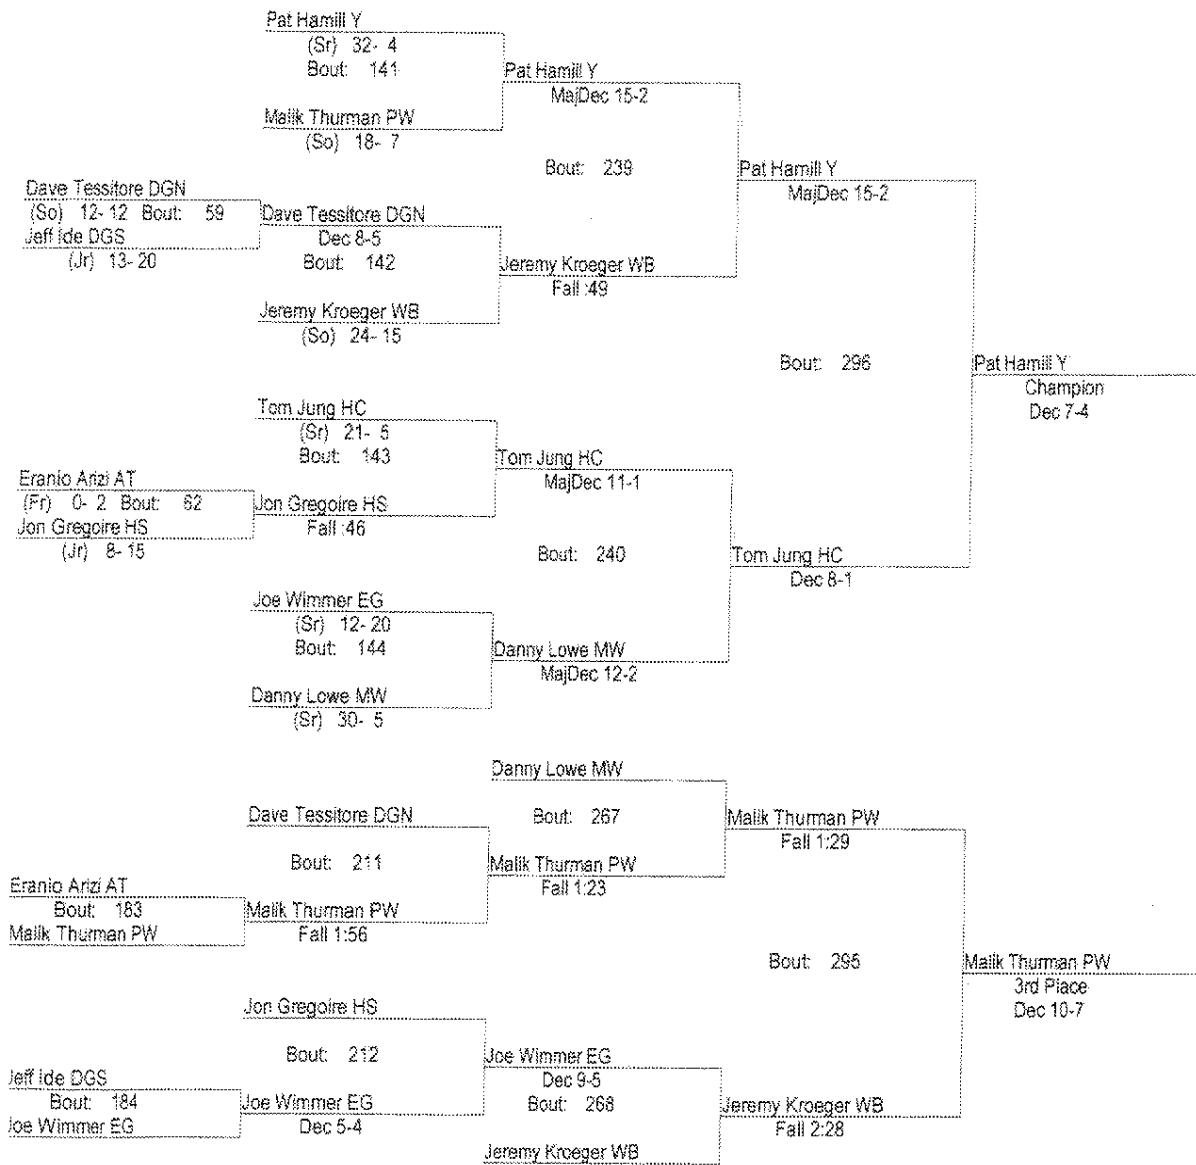 Pat Hamill Y
(Sr) 32- 4
Bout: 141
Pat Hamill Y
MajDec 15-2
Malik Thurman PW
(So) 18- 7
Bout: 239
Pat Hamill Y
MajDec 15-2
Dave Tessitore DGN
(So) 12- 12 Bout: 59
Jeff Ide DGS
(Jr) 13- 20
Dave Tessitore DGN
Dec 8-5
Bout: 142
Jeremy Kroeger WB
Fall :49
Jeremy Kroeger WB
(So) 24- 15
Bout: 296
Pat Hamill Y
Champion
Dec 7-4
Tom Jung HC
(Sr) 21- 5
Bout: 143
Tom Jung HC
MajDec 11-1
Eranio Arizi AT
(Fr) 0- 2 Bout: 62
Jon Gregoire HS
(Jr) 8- 15
Jon Gregoire HS
Fall :46
Bout: 240
Tom Jung HC
Dec 8-1
Joe Wimmer EG
(Sr) 12- 20
Bout: 144
Danny Lowe MW
MajDec 12-2
Danny Lowe MW
(Sr) 30- 5
Danny Lowe MW
Bout: 267
Malik Thurman PW
Fall 1:29
Dave Tessitore DGN
Bout: 211
Malik Thurman PW
Fall 1:23
Eranio Arizi AT
Bout: 183
Malik Thurman PW
Malik Thurman PW
Fall 1:56
Bout: 295
Malik Thurman PW
3rd Place
Dec 10-7
Jon Gregoire HS
Bout: 212
Joe Wimmer EG
Dec 9-5
Bout: 268
Jeff Ide DGS
Bout: 184
Joe Wimmer EG
Joe Wimmer EG
Dec 5-4
Jeremy Kroeger WB
Fall 2:28
Jeremy Kroeger WB